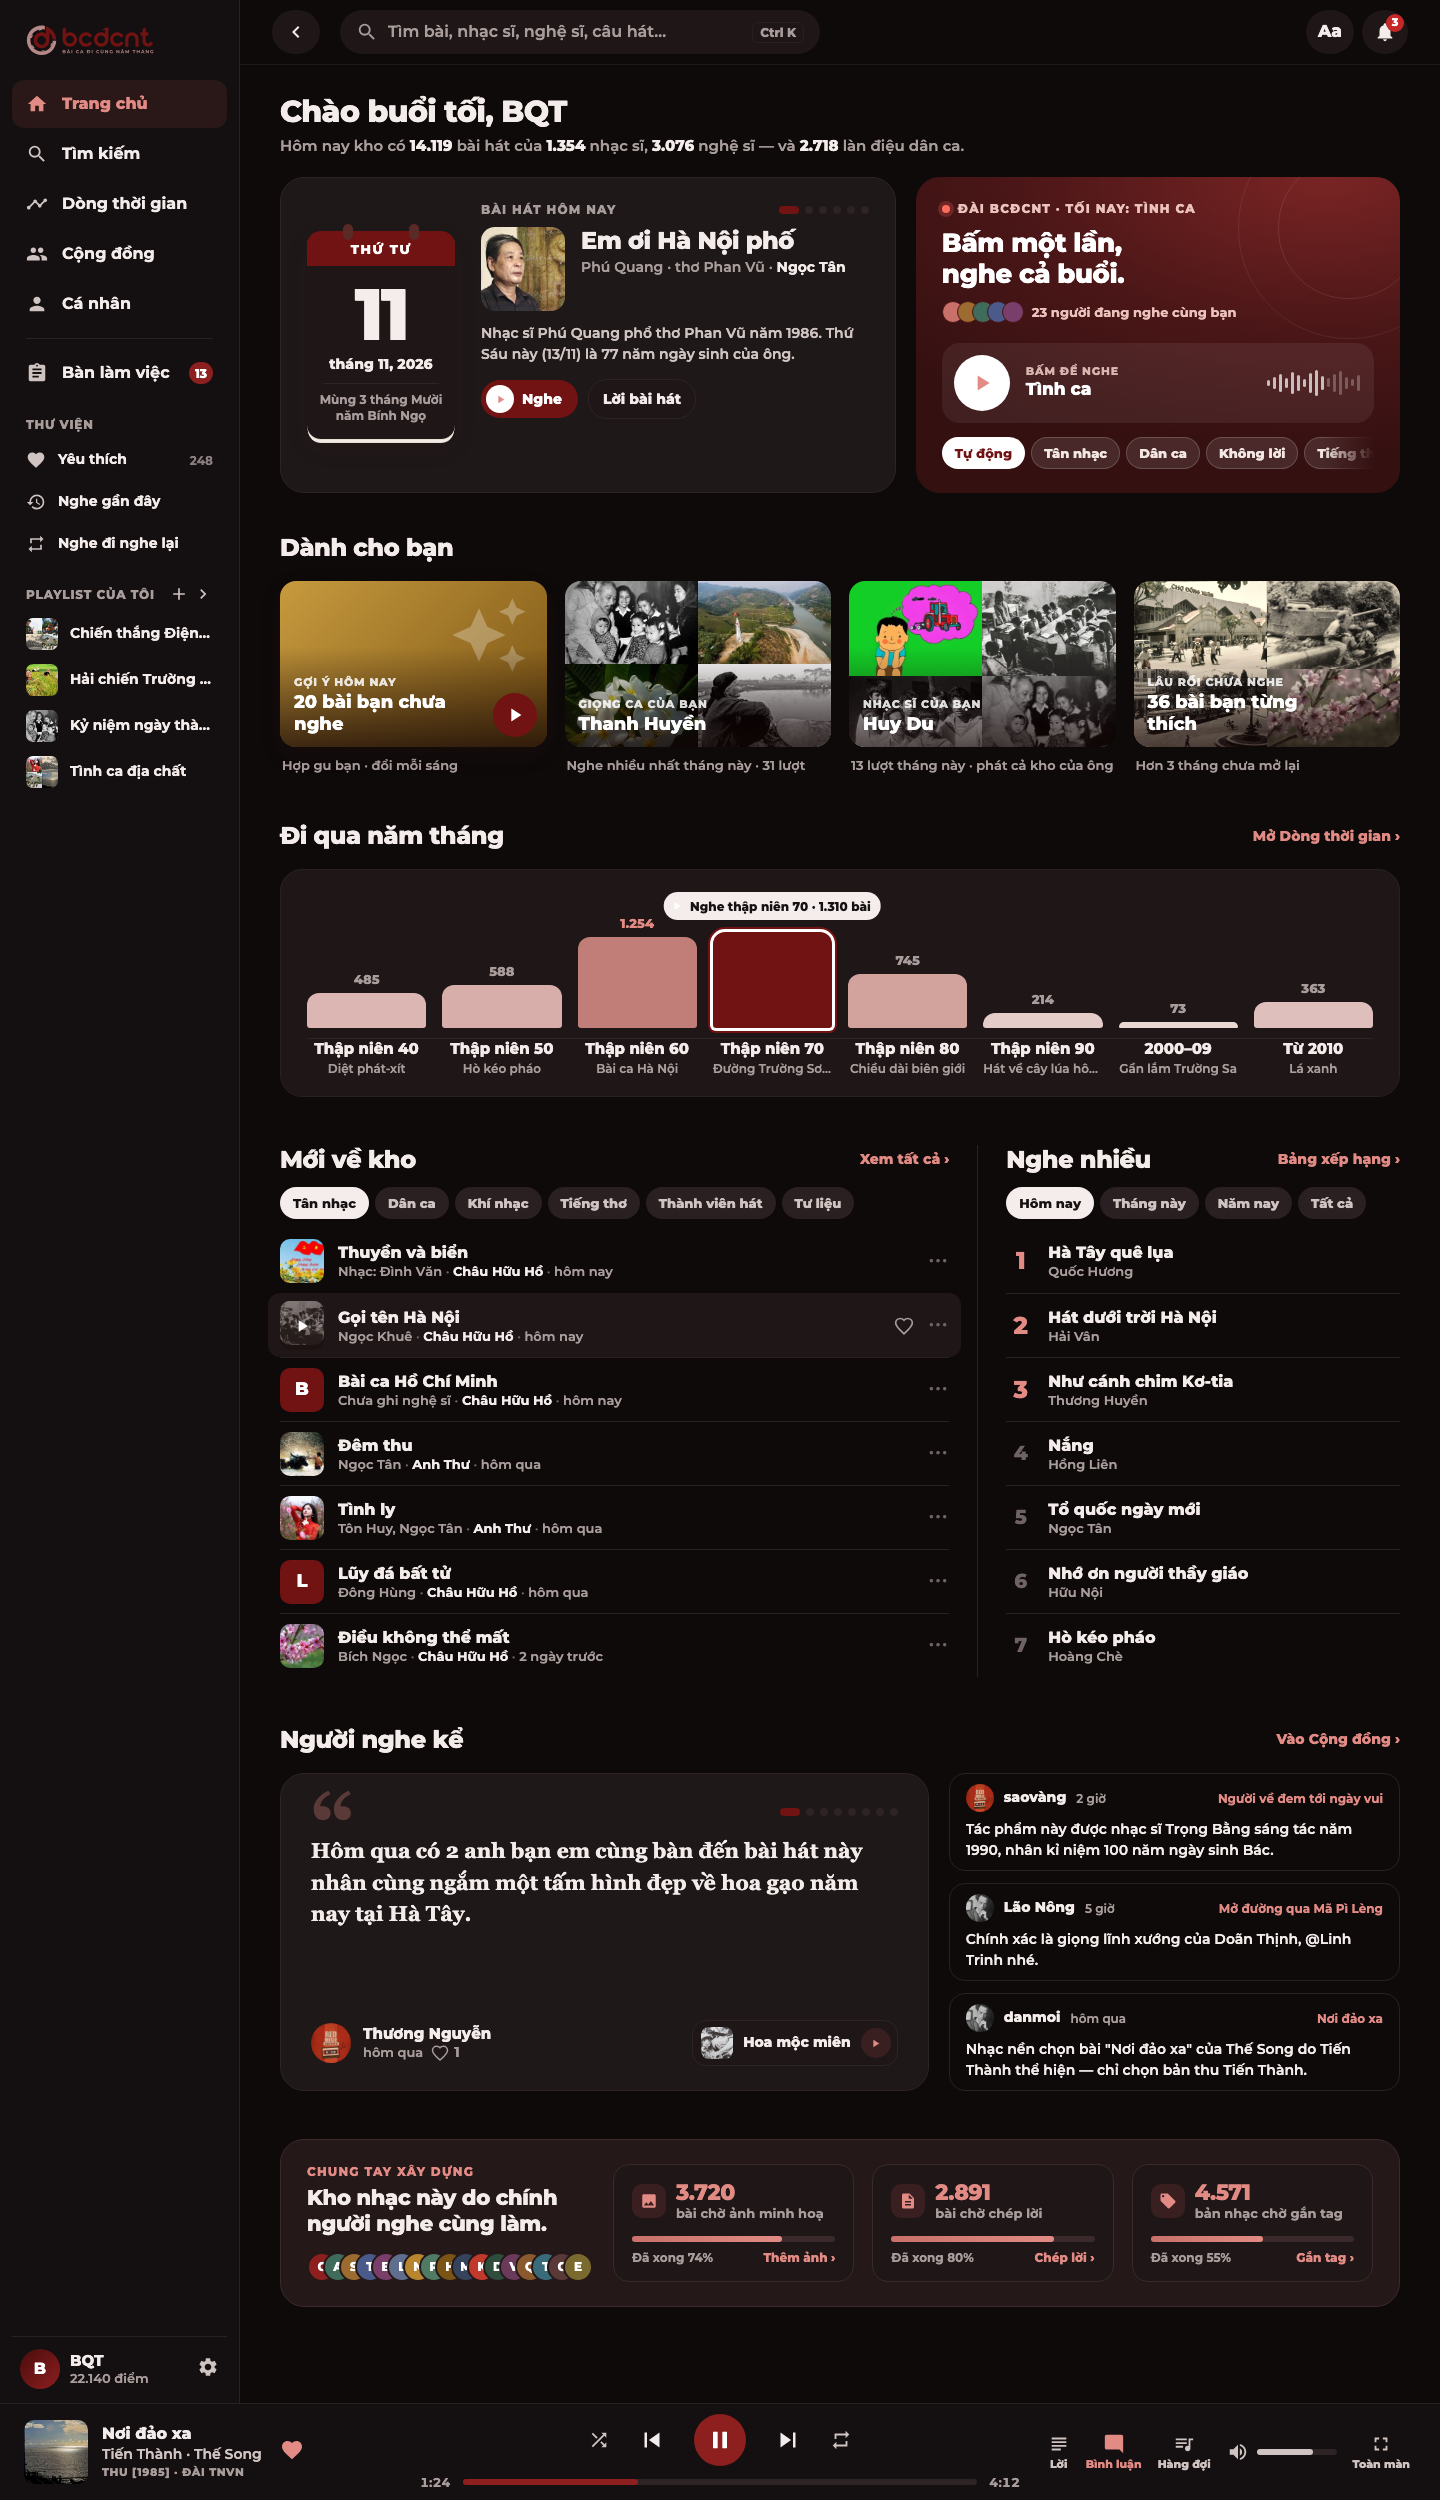 bcdcnt
BÀI CA ĐI CÙNG NĂM THÁNG
Trang chủ
Tìm kiếm
Dòng thời gian
Cộng đồng
Cá nhân
Bàn làm việc 13
THƯ VIỆN
Yêu thích 248
Nghe gần đây
Nghe đi nghe lại
PLAYLIST CỦA TÔI
Chiến thắng Điện...
Hải chiến Trường ...
Kỷ niệm ngày thà...
Tình ca địa chất
B
BQT
22.140 điểm
Tìm bài, nhạc sĩ, nghệ sĩ, câu hát...
Ctrl K
Aa
3
Chào buổi tối, BQT
Hôm nay kho có 14.119 bài hát của 1.354 nhạc sĩ, 3.076 nghệ sĩ — và 2.718 làn điệu dân ca.
THỨ TƯ
11
tháng 11, 2026
Mùng 3 tháng Mười
năm Bính Ngọ
BÀI HÁT HÔM NAY
Em ơi Hà Nội phố
Phú Quang · thơ Phan Vũ · Ngọc Tân
Nhạc sĩ Phú Quang phổ thơ Phan Vũ năm 1986. Thứ
Sáu này (13/11) là 77 năm ngày sinh của ông.
Nghe
Lời bài hát
ĐÀI BCĐCNT · TỐI NAY: TÌNH CA
Bấm một lần,
nghe cả buổi.
23 người đang nghe cùng bạn
BẤM ĐỂ NGHE
Tình ca
Tự động
Tân nhạc
Dân ca
Không lời
Tiếng th
Dành cho bạn
GỢI Ý HÔM NAY
20 bài bạn chưa
nghe
Hợp gu bạn · đổi mỗi sáng
GIỌNG CA CỦA BẠN
Thanh Huyền
Nghe nhiều nhất tháng này · 31 lượt
NHẠC SĨ CỦA BẠN
Huy Du
13 lượt tháng này · phát cả kho của ông
CHỢ ĐỒNG XUÂN
LÂU RỒI CHƯA NGHE
36 bài bạn từng
thích
Hơn 3 tháng chưa mở lại
Đi qua năm tháng
Mở Dòng thời gian ›
Nghe thập niên 70 · 1.310 bài
485
588
1.254
745
214
73
363
Thập niên 40
Thập niên 50
Thập niên 60
Thập niên 70
Thập niên 80
Thập niên 90
2000–09
Từ 2010
Diệt phát-xít
Hò kéo pháo
Bài ca Hà Nội
Đường Trường Sơ...
Chiều dài biên giới
Hát về cây lúa hô...
Gần lắm Trường Sa
Lá xanh
Mới về kho
Xem tất cả ›
Tân nhạc
Dân ca
Khí nhạc
Tiếng thơ
Thành viên hát
Tư liệu
Thuyền và biển
Nhạc: Đình Văn · Châu Hữu Hồ · hôm nay
Gọi tên Hà Nội
Ngọc Khuê · Châu Hữu Hồ · hôm nay
B
Bài ca Hồ Chí Minh
Chưa ghi nghệ sĩ · Châu Hữu Hồ · hôm nay
Đêm thu
Ngọc Tân · Anh Thư · hôm qua
Tình ly
Tôn Huy, Ngọc Tân · Anh Thư · hôm qua
L
Lũy đá bất tử
Đông Hùng · Châu Hữu Hồ · hôm qua
Điều không thể mất
Bích Ngọc · Châu Hữu Hồ · 2 ngày trước
Nghe nhiều
Bảng xếp hạng ›
Hôm nay
Tháng này
Năm nay
Tất cả
1
Hà Tây quê lụa
Quốc Hương
2
Hát dưới trời Hà Nội
Hải Vân
3
Như cánh chim Kơ-tia
Thương Huyền
4
Nắng
Hồng Liên
5
Tổ quốc ngày mới
Ngọc Tân
6
Nhớ ơn người thầy giáo
Hữu Nội
7
Hò kéo pháo
Hoàng Chè
Người nghe kể
Vào Cộng đồng ›
Hôm qua có 2 anh bạn em cùng bàn đến bài hát này
nhân cùng ngắm một tấm hình đẹp về hoa gạo năm
nay tại Hà Tây.
Thương Nguyễn
hôm qua 1
Hoa mộc miên
saovàng 2 giờ
Người về đem tới ngày vui
Tác phẩm này được nhạc sĩ Trọng Bằng sáng tác năm
1990, nhân kỉ niệm 100 năm ngày sinh Bác.
Lão Nông 5 giờ
Mở đường qua Mã Pì Lèng
Chính xác là giọng lĩnh xướng của Doãn Thịnh, @Linh
Trinh nhé.
danmoi hôm qua
Nơi đảo xa
Nhạc nền chọn bài "Nơi đảo xa" của Thế Song do Tiến
Thành thể hiện — chỉ chọn bản thu Tiến Thành.
CHUNG TAY XÂY DỰNG
Kho nhạc này do chính
người nghe cùng làm.
E
3.720
bài chờ ảnh minh hoạ
Đã xong 74%
Thêm ảnh ›
2.891
bài chờ chép lời
Đã xong 80%
Chép lời ›
4.571
bản nhạc chờ gắn tag
Đã xong 55%
Gắn tag ›
Nơi đảo xa
Tiến Thành · Thế Song
THU [1985] · ĐÀI TNVN
1:24
4:12
Lời
Bình luận
Hàng đợi
Toàn màn